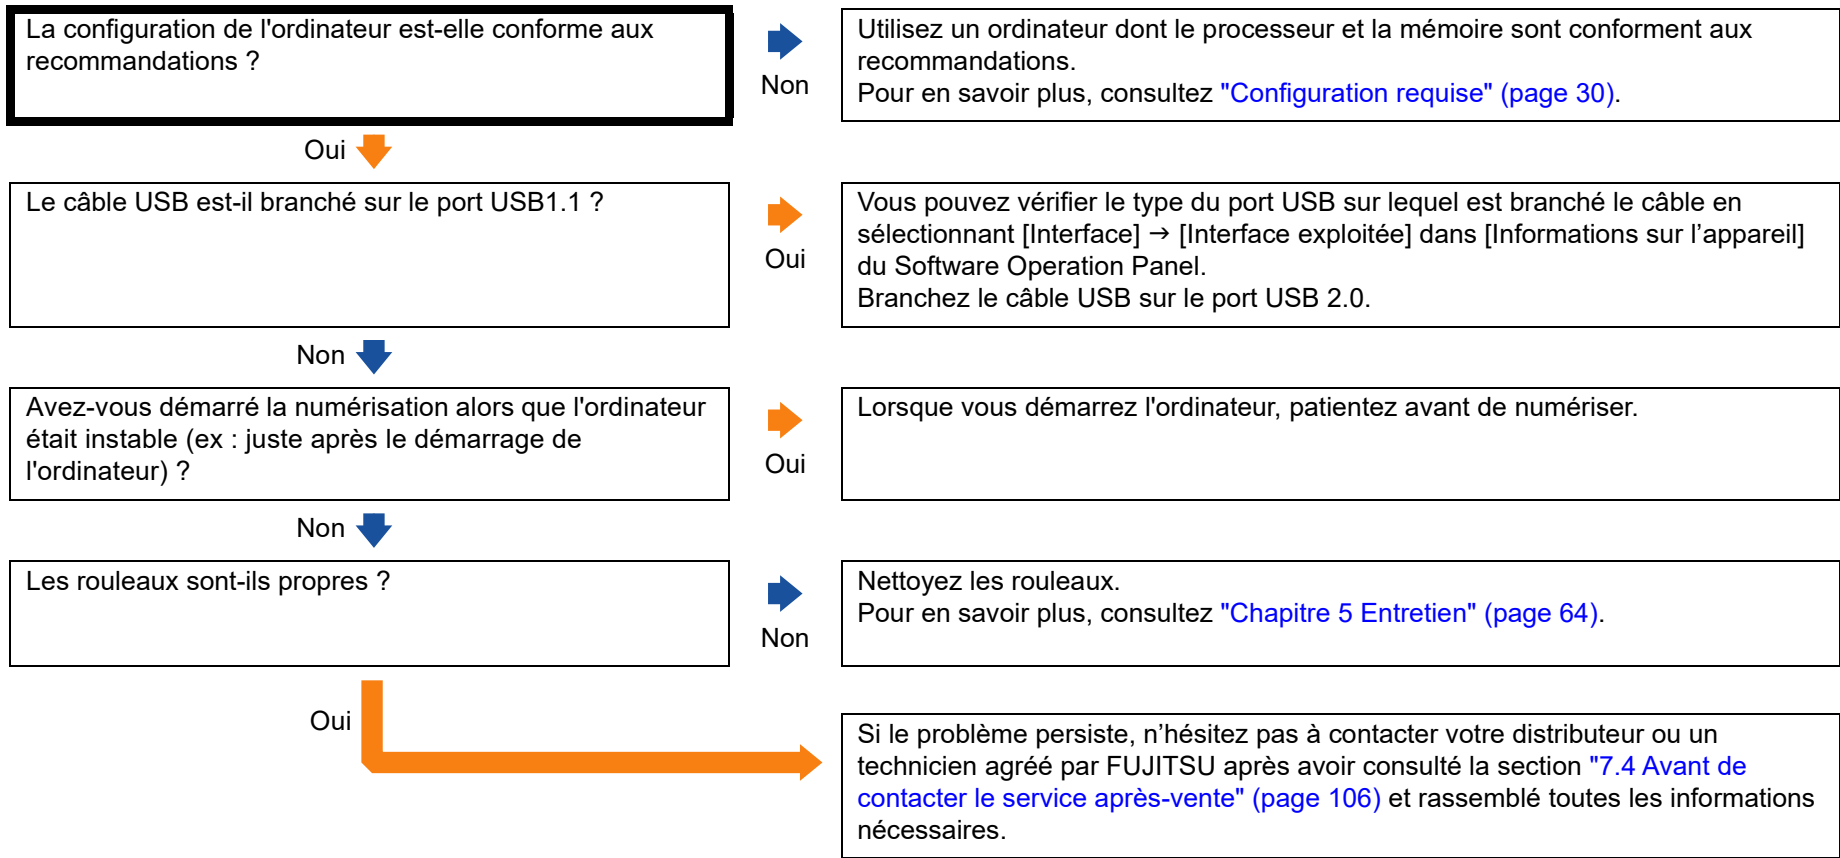 La configuration de l'ordinateur est-elle conforme aux
recommandations ?
Non
Utilisez un ordinateur dont le processeur et la mémoire sont conforment aux
recommandations.
Pour en savoir plus, consultez "Configuration requise" (page 30).
Oui
Le câble USB est-il branché sur le port USB1.1 ?
Oui
Vous pouvez vérifier le type du port USB sur lequel est branché le câble en
sélectionnant [Interface] → [Interface exploitée] dans [Informations sur l’appareil]
du Software Operation Panel.
Branchez le câble USB sur le port USB 2.0.
Non
Avez-vous démarré la numérisation alors que l'ordinateur
était instable (ex : juste après le démarrage de
l'ordinateur) ?
Oui
Lorsque vous démarrez l'ordinateur, patientez avant de numériser.
Non
Les rouleaux sont-ils propres ?
Non
Nettoyez les rouleaux.
Pour en savoir plus, consultez "Chapitre 5 Entretien" (page 64).
Oui
Si le problème persiste, n’hésitez pas à contacter votre distributeur ou un
technicien agréé par FUJITSU après avoir consulté la section "7.4 Avant de
contacter le service après-vente" (page 106) et rassemblé toutes les informations
nécessaires.